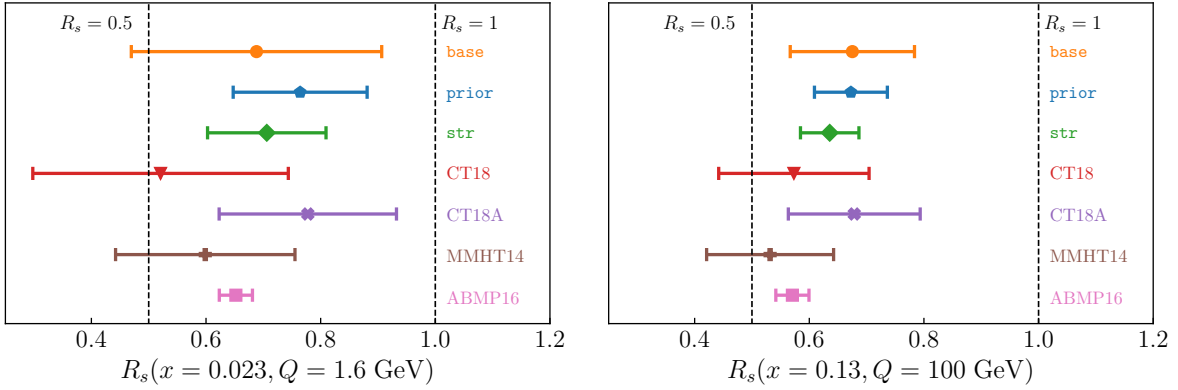 R_s = 0.5
R_s = 1
base
prior
str
CT18
CT18A
MMHT14
ABMP16
0.4 0.6 0.8 1.0 1.2
R_s(x = 0.023, Q = 1.6 GeV)
R_s = 0.5
R_s = 1
base
prior
str
CT18
CT18A
MMHT14
ABMP16
0.4 0.6 0.8 1.0 1.2
R_s(x = 0.13, Q = 100 GeV)